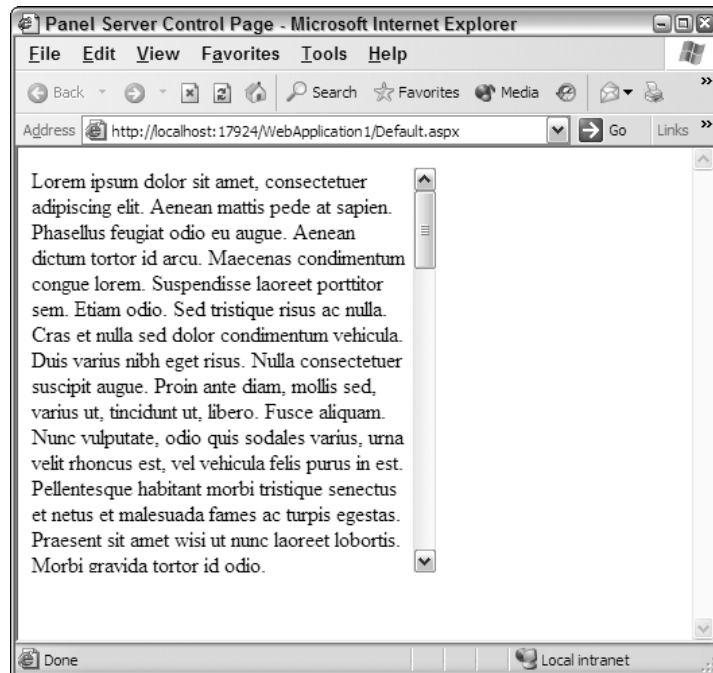 Panel Server Control Page - Microsoft Internet Explorer
File Edit View Favorites Tools Help
Back Search Favorites Media »
Address http://localhost:17924/WebApplication1/Default.aspx Go Links »
Lorem ipsum dolor sit amet, consectetuer
adipiscing elit. Aenean mattis pede at sapien.
Phasellus feugiat odio eu augue. Aenean
dictum tortor id arcu. Maecenas condimentum
congue lorem. Suspendisse laoreet porttitor
sem. Etiam odio. Sed tristique risus ac nulla.
Cras et nulla sed dolor condimentum vehicula.
Duis varius nibh eget risus. Nulla consectetuer
suscipit augue. Proin ante diam, mollis sed,
varius ut, tincidunt ut, libero. Fusce aliquam.
Nunc vulputate, odio quis sodales varius, urna
velit rhoncus est, vel vehicula felis purus in est.
Pellentesque habitant morbi tristique senectus
et netus et malesuada fames ac turpis egestas.
Praesent sit amet wisi ut nunc laoreet lobortis.
Morbi gravida tortor id odio.
Done Local intranet